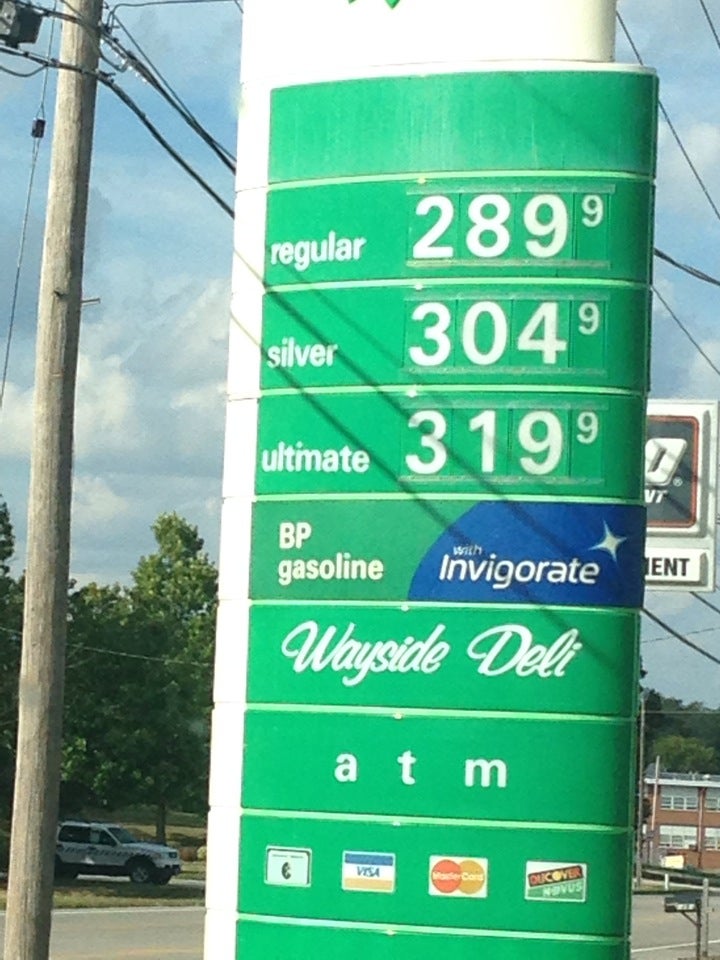 regular 289 9
silver 304 9
ultimate 319 9
BP
gasoline
with
Invigorate
Wayside Deli
atm
VISA
MasterCard
DISCOVER
NOVUS